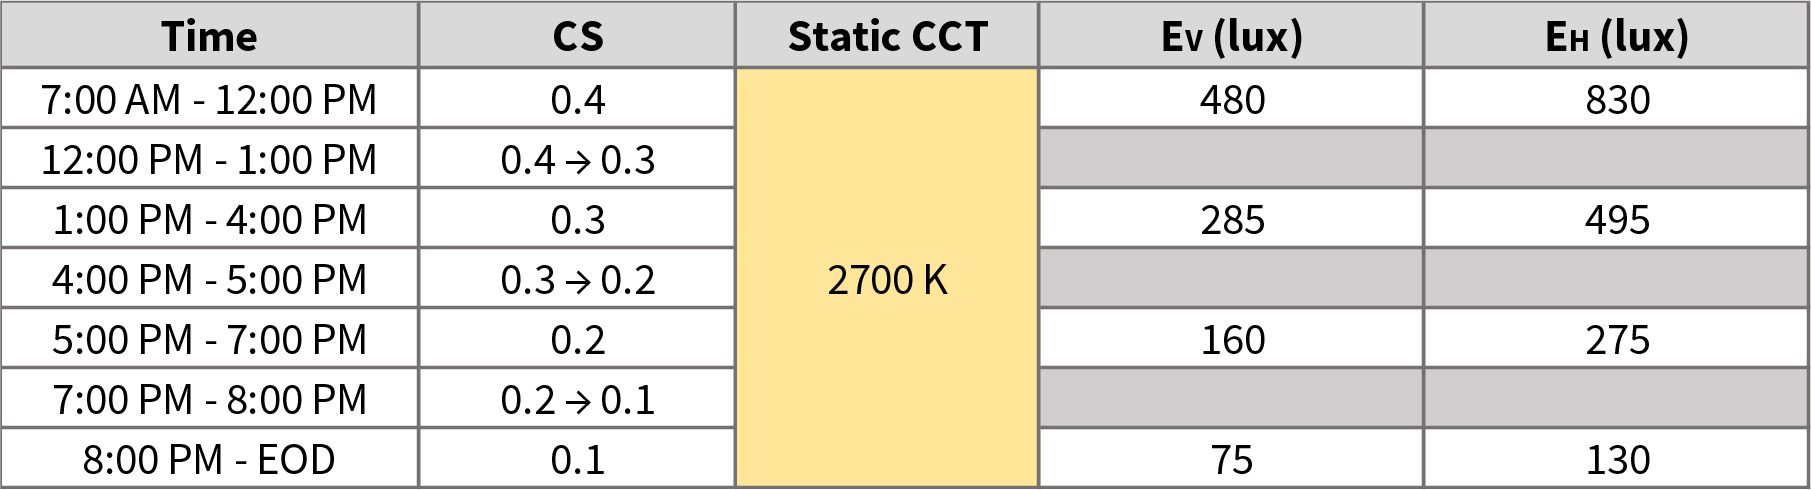 Time CS Static CCT EV (lux) EH (lux)
7:00 AM - 12:00 PM 0.4 480 830
12:00 PM - 1:00 PM 0.4 → 0.3
1:00 PM - 4:00 PM 0.3 285 495
4:00 PM - 5:00 PM 0.3 → 0.2 2700 K
5:00 PM - 7:00 PM 0.2 160 275
7:00 PM - 8:00 PM 0.2 → 0.1
8:00 PM - EOD 0.1 75 130